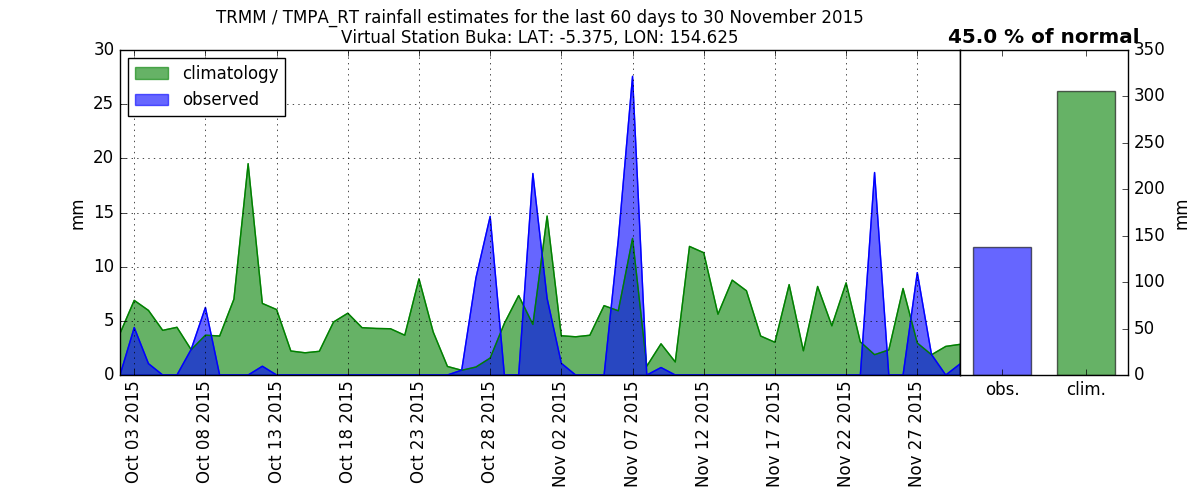 TRMM / TMPA_RT rainfall estimates for the last 60 days to 30 November 2015
Virtual Station Buka: LAT: -5.375, LON: 154.625
45.0 % of normal
climatology
observed
30
25
20
15
10
5
0
mm
350
300
250
200
150
100
50
0
mm
Oct 03 2015
Oct 08 2015
Oct 13 2015
Oct 18 2015
Oct 23 2015
Oct 28 2015
Nov 02 2015
Nov 07 2015
Nov 12 2015
Nov 17 2015
Nov 22 2015
Nov 27 2015
obs.
clim.